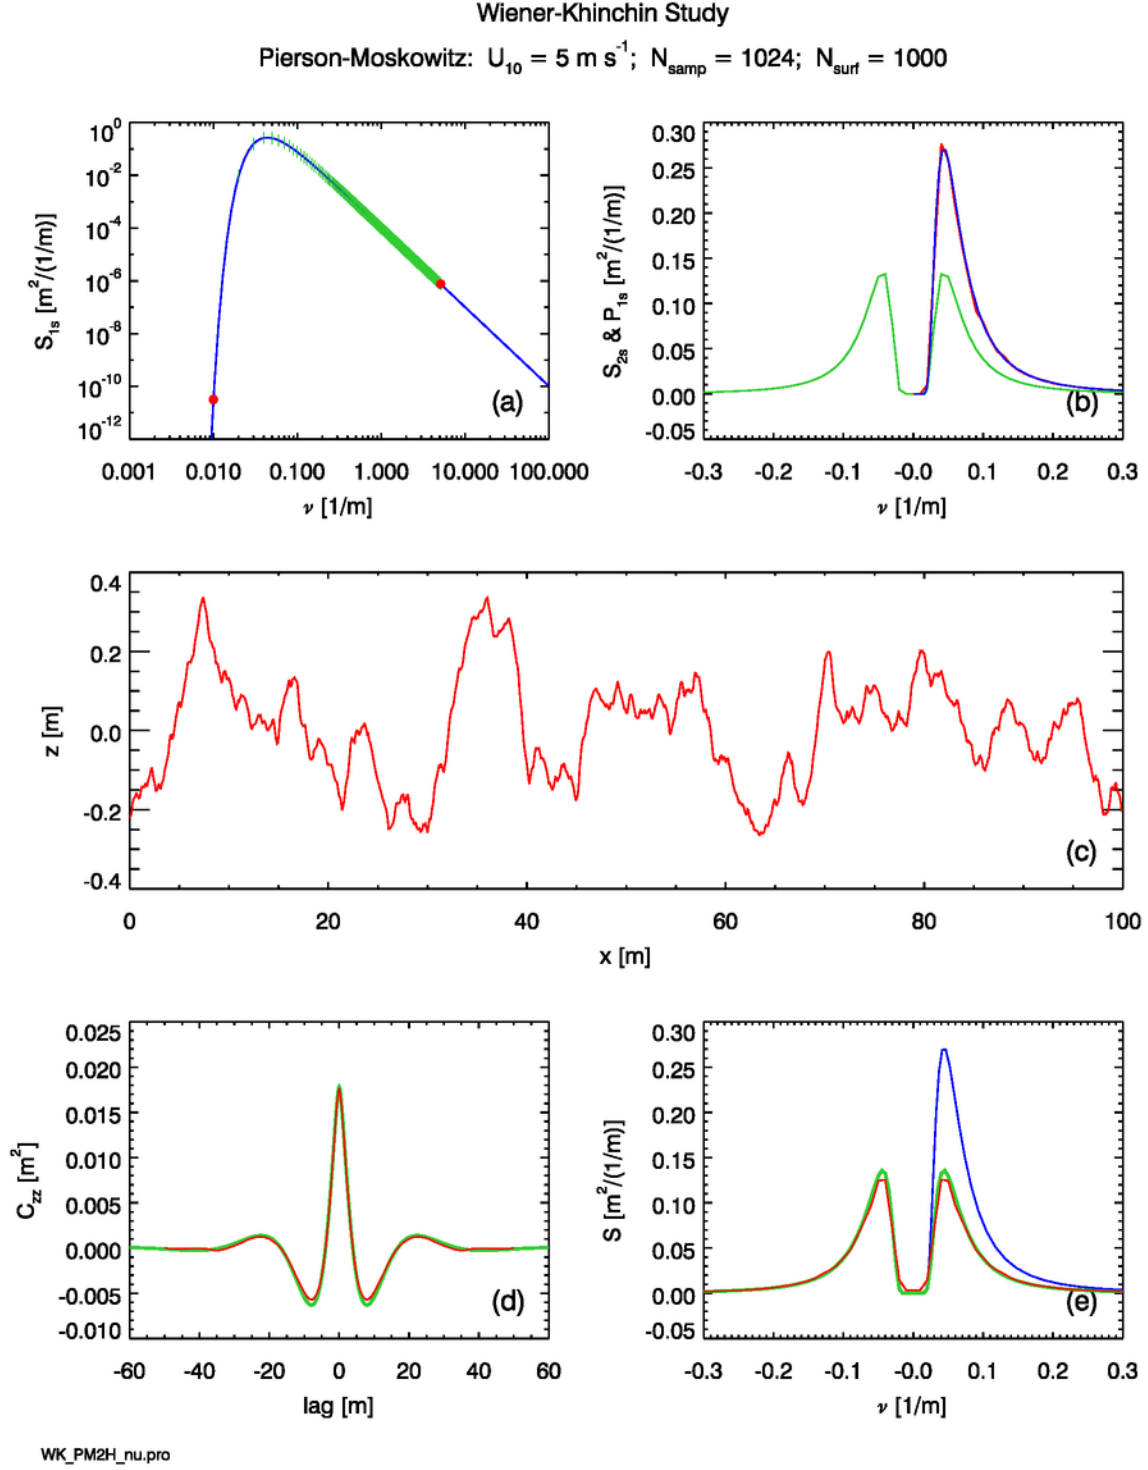 Wiener-Khinchin Study
Pierson-Moskowitz: U10 = 5 m s-1; Nsamp = 1024; Nsurf = 1000
S1s [m2/(1/m)]
10^0
10^-2
10^-4
10^-6
10^-8
10^-10
10^-12
(a)
0.001 0.010 0.100 1.000 10.000 100.000
ν [1/m]
S2s & P1s [m2/(1/m)]
0.30
0.25
0.20
0.15
0.10
0.05
0.00
-0.05
(b)
-0.3 -0.2 -0.1 -0.0 0.1 0.2 0.3
ν [1/m]
z [m]
0.4
0.2
0.0
-0.2
-0.4
(c)
0 20 40 60 80 100
x [m]
Czz [m2]
0.025
0.020
0.015
0.010
0.005
0.000
-0.005
-0.010
(d)
-60 -40 -20 0 20 40 60
lag [m]
S [m2/(1/m)]
0.30
0.25
0.20
0.15
0.10
0.05
0.00
-0.05
(e)
-0.3 -0.2 -0.1 -0.0 0.1 0.2 0.3
ν [1/m]
WK_PM2H_nu.pro